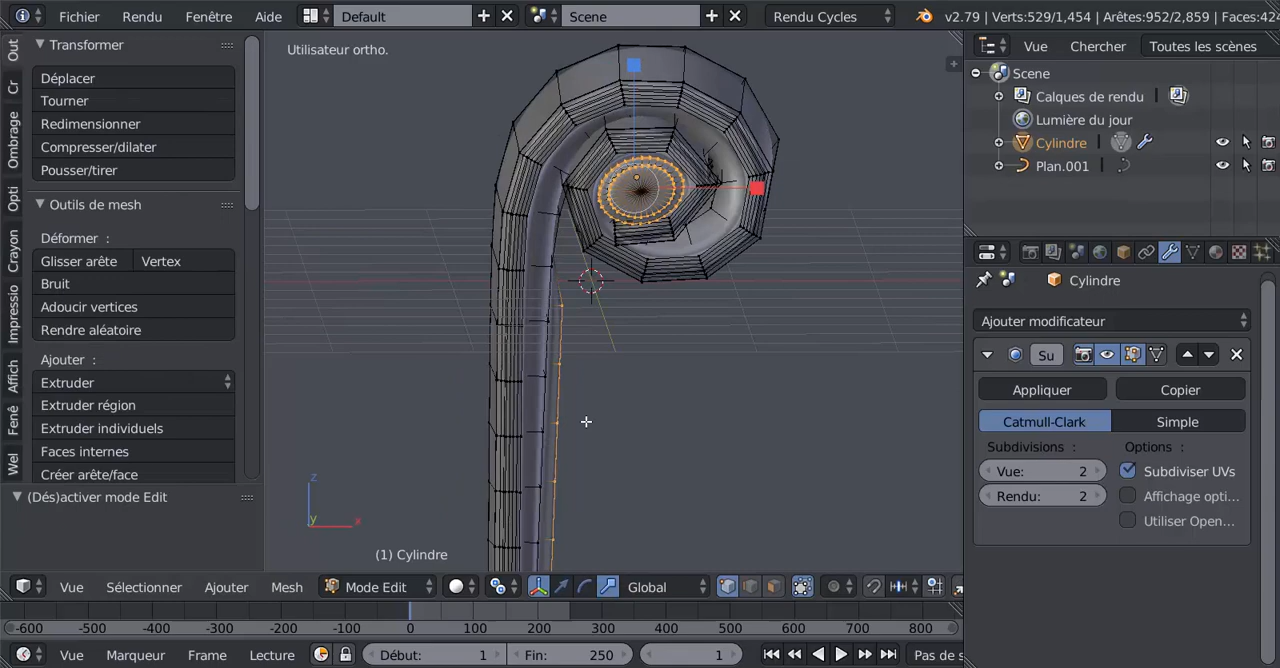 Fichier Rendu Fenêtre Aide Default Scene Rendu Cycles v2.79 | Verts:529/1,454 | Arêtes:952/2,859 | Faces:424
Out
Cr
Ombrage
Opti
Crayon
Impressio
Affich
Fenê
Wel
Transformer
Déplacer
Tourner
Redimensionner
Compresser/dilater
Pousser/tirer
Outils de mesh
Déformer :
Glisser arête Vertex
Bruit
Adoucir vertices
Rendre aléatoire
Ajouter :
Extruder
Extruder région
Extruder individuels
Faces internes
Créer arête/face
(Dés)activer mode Edit
Utilisateur ortho.
z
y
x
(1) Cylindre
Vue Sélectionner Ajouter Mesh Mode Edit Global
-600 -500 -400 -300 -200 -100 0 100 200 300 400 500 600 700 800
Vue Marqueur Frame Lecture Début: 1 Fin: 250 1 Pas de s
Vue Chercher Toutes les scènes
Scene
Calques de rendu
Lumière du jour
Cylindre
Plan.001
Cylindre
Ajouter modificateur
Su
Appliquer Copier
Catmull-Clark Simple
Subdivisions : Options :
Vue: 2 Subdiviser UVs
Rendu: 2 Affichage opti...
Utiliser Open...